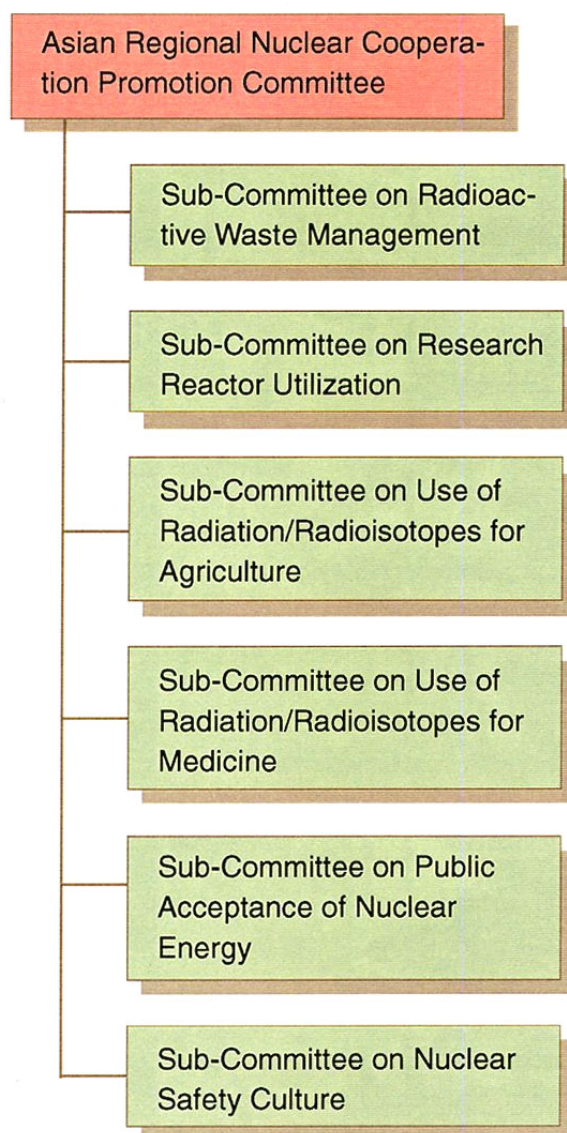 Asian Regional Nuclear Coopera-
tion Promotion Committee
Sub-Committee on Radioac-
tive Waste Management
Sub-Committee on Research
Reactor Utilization
Sub-Committee on Use of
Radiation/Radioisotopes for
Agriculture
Sub-Committee on Use of
Radiation/Radioisotopes for
Medicine
Sub-Committee on Public
Acceptance of Nuclear
Energy
Sub-Committee on Nuclear
Safety Culture